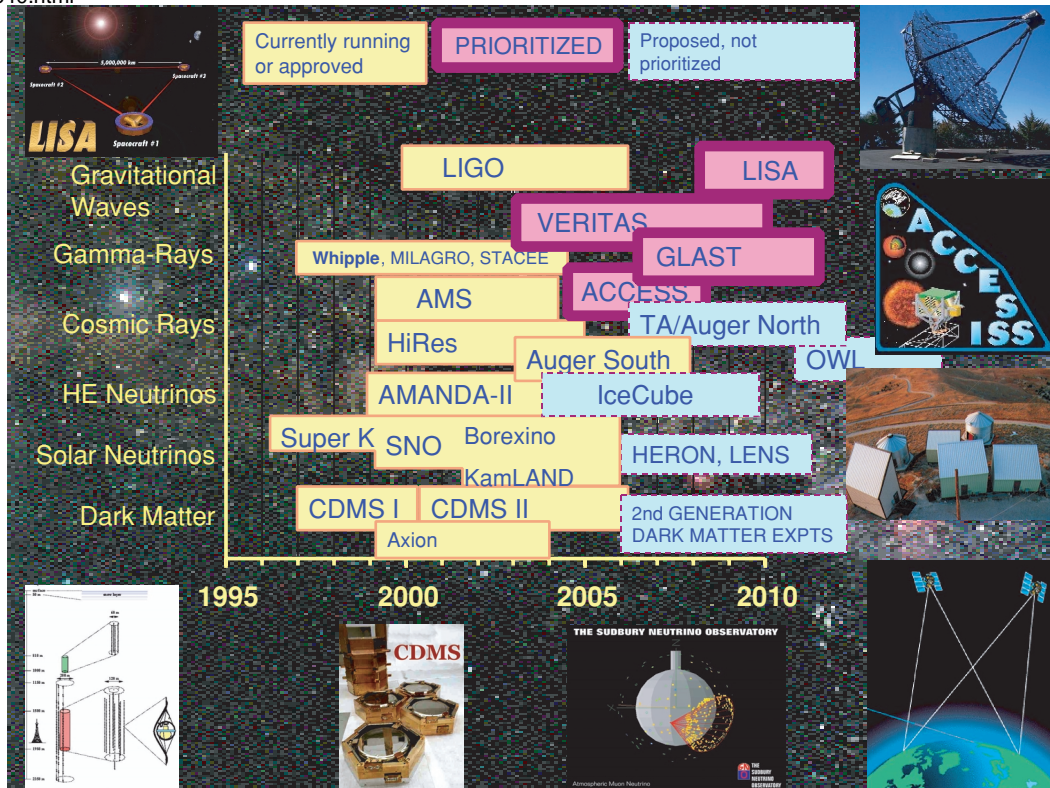 Currently running
or approved
PRIORITIZED
Proposed, not
prioritized
5,000,000 km
Spacecraft #2
Spacecraft #3
LISA
Spacecraft #1
Gravitational
Waves
LIGO
LISA
VERITAS
Gamma-Rays
Whipple, MILAGRO, STACEE
GLAST
ACCESS
AMS
Cosmic Rays
TA/Auger North
HiRes
Auger South
OWL
ACCESS
ISS
HE Neutrinos
AMANDA-II
IceCube
Super K
SNO
Borexino
KamLAND
Solar Neutrinos
HERON, LENS
Dark Matter
CDMS I
CDMS II
2nd GENERATION
DARK MATTER EXPTS
Axion
1995
2000
2005
2010
CDMS
THE SUDBURY NEUTRINO OBSERVATORY
Atmospheric Muon Neutrino
THE
SUDBURY
NEUTRINO
OBSERVATORY